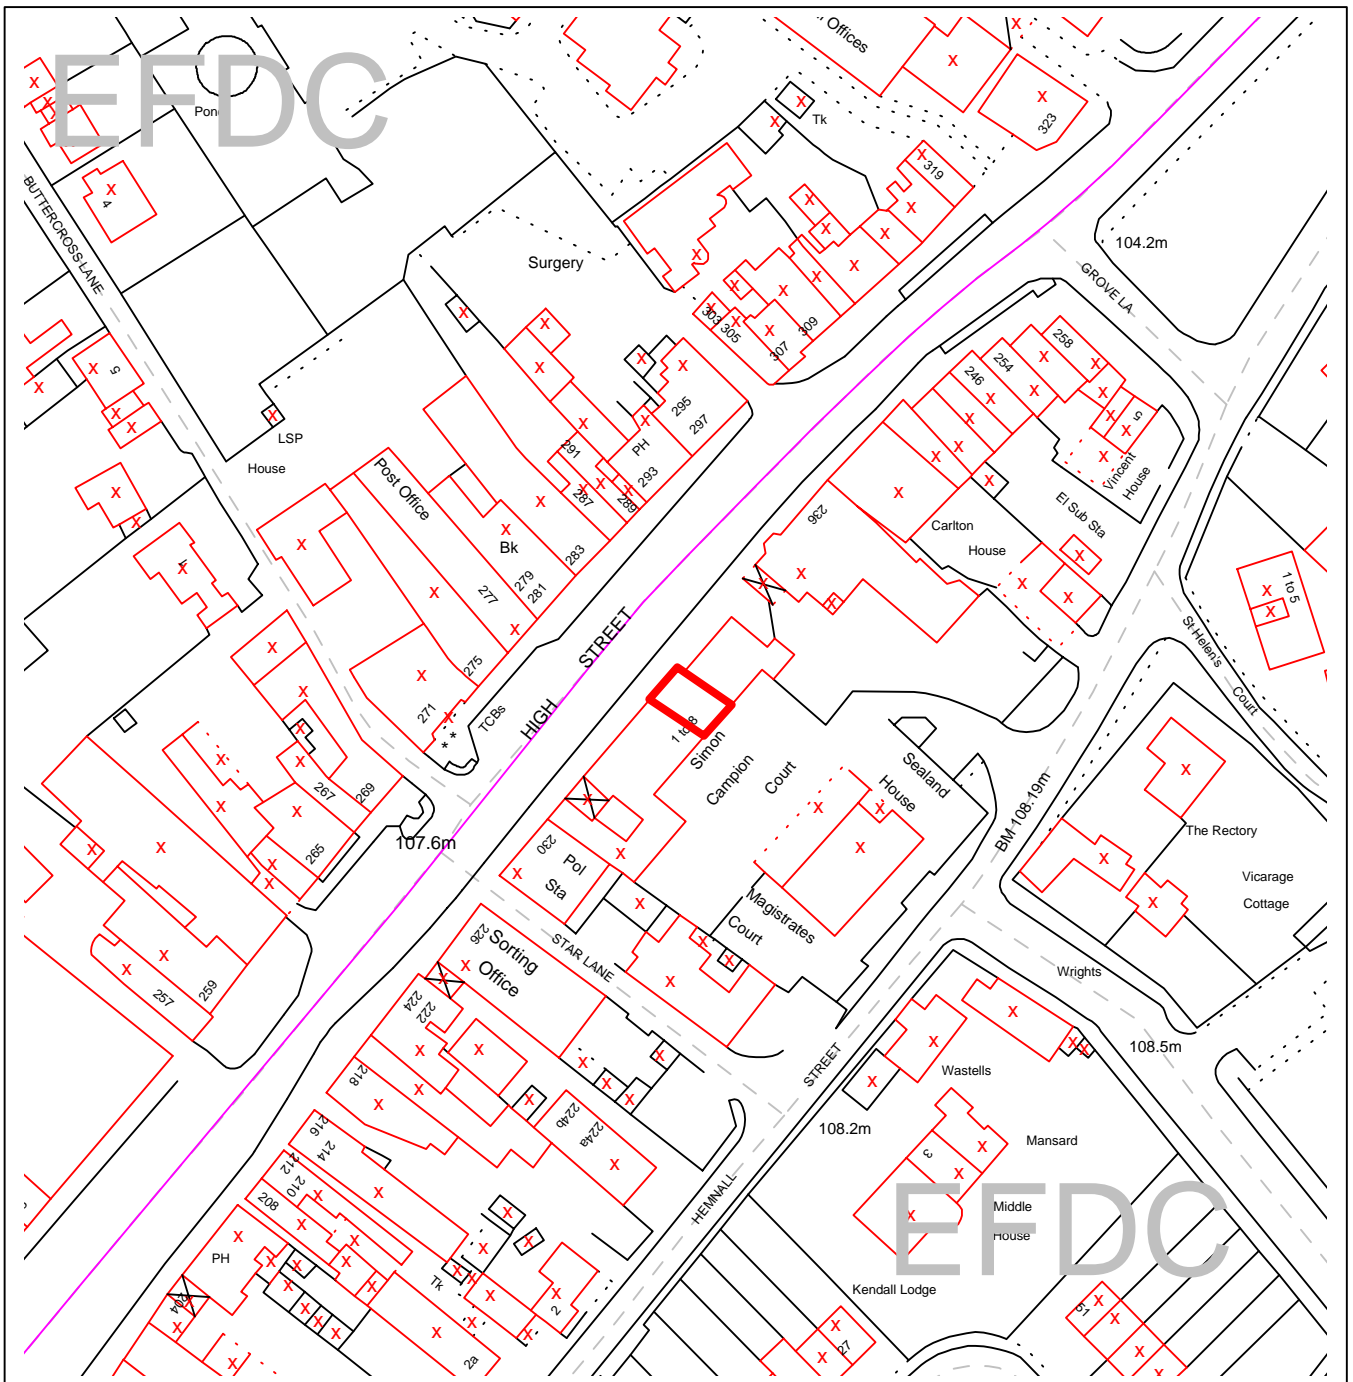 EFDC
Pond
Offices
Tk
323
319
4
BUTTERCROSS LANE
104.2m
GROVE LA
Surgery
303 305
307
309
258
254
246
5
5
295
297
PH
293
291
287
289
LSP
House
Post Office
Bk
283
279
281
277
275
271
TCBs
HIGH STREET
236
Carlton
House
El Sub Sta
Vincent
House
1 to 5
St Helen's
Court
1 to 8
Simon
Campion
Court
Sealand
House
BM 108.19m
The Rectory
Vicarage
Cottage
267
269
265
107.6m
230
Pol
Sta
Magistrates
Court
STAR LANE
226
Sorting
Office
257
259
224
222
218
224b
224a
Wrights
108.5m
Wastells
108.2m
HEMNALL STREET
216
214
212
210
208
Mansard
3
Middle
House
EFDC
PH
204
Tk
2
2a
Kendall Lodge
27
51